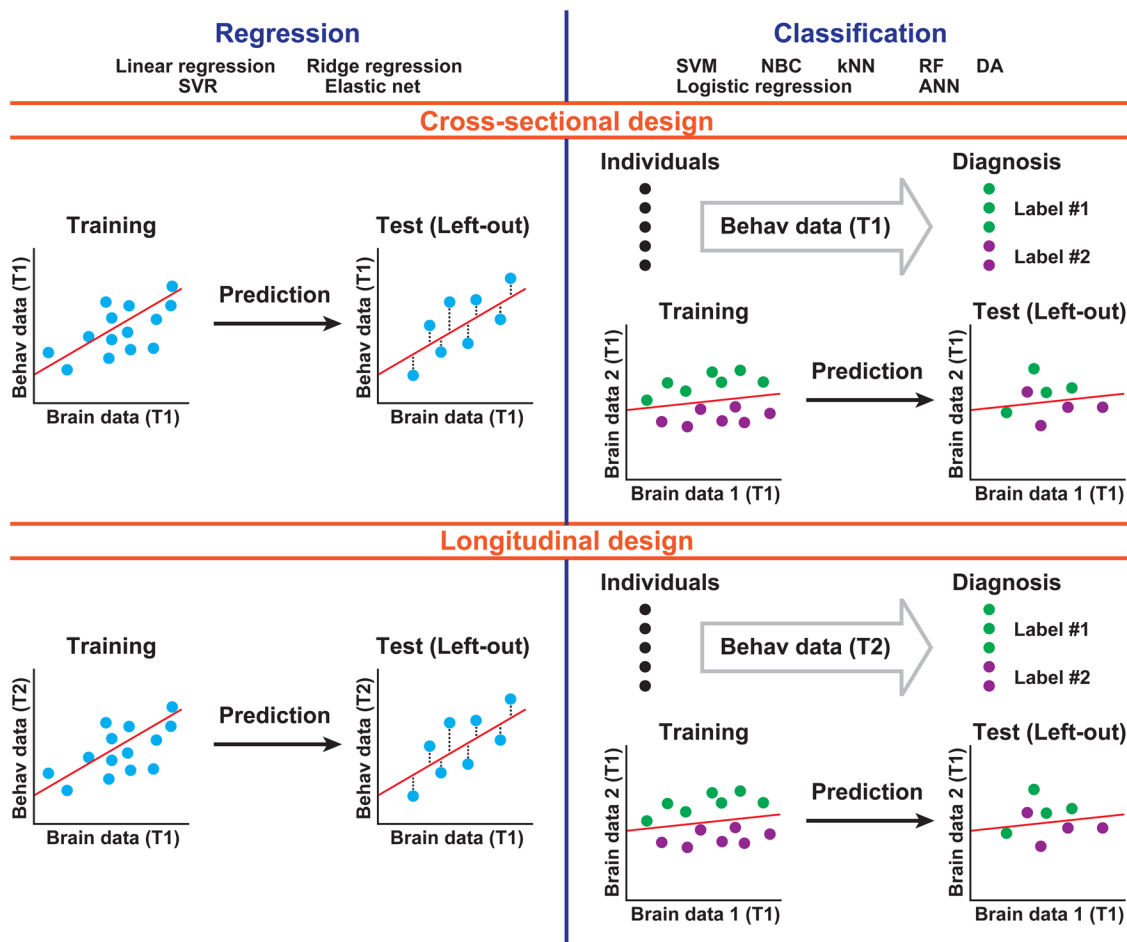 Regression
Linear regression Ridge regression
SVR Elastic net
Classification
SVM NBC kNN RF DA
Logistic regression ANN
Cross-sectional design
Training
Behav data (T1)
Brain data (T1)
Prediction
Test (Left-out)
Behav data (T1)
Brain data (T1)
Individuals
Behav data (T1)
Diagnosis
Label #1
Label #2
Training
Brain data 2 (T1)
Brain data 1 (T1)
Prediction
Test (Left-out)
Brain data 2 (T1)
Brain data 1 (T1)
Longitudinal design
Training
Behav data (T2)
Brain data (T1)
Prediction
Test (Left-out)
Behav data (T2)
Brain data (T1)
Individuals
Behav data (T2)
Diagnosis
Label #1
Label #2
Training
Brain data 2 (T1)
Brain data 1 (T1)
Prediction
Test (Left-out)
Brain data 2 (T1)
Brain data 1 (T1)